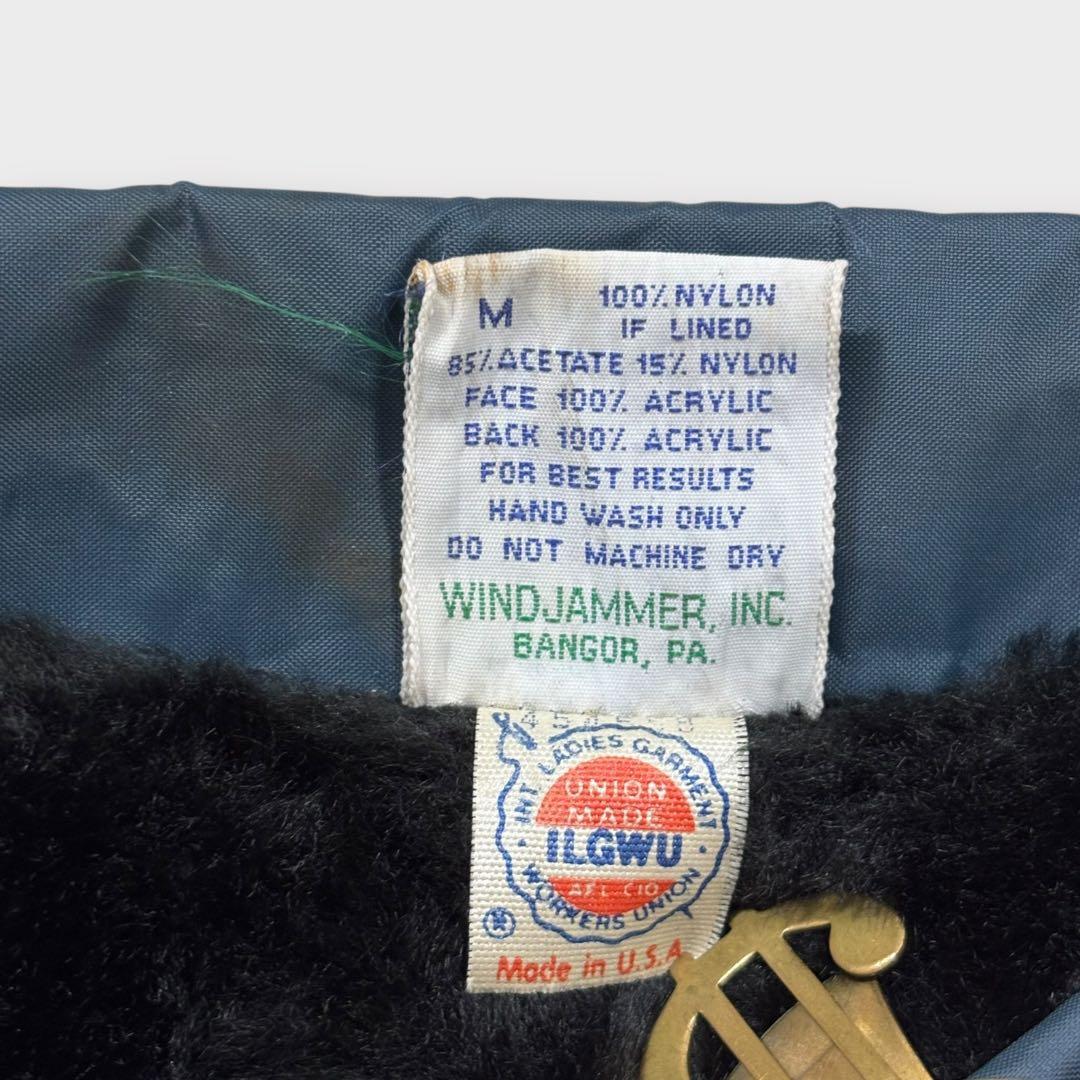 M
100% NYLON
IF LINED
85% ACETATE 15% NYLON
FACE 100% ACRYLIC
BACK 100% ACRYLIC
FOR BEST RESULTS
HAND WASH ONLY
DO NOT MACHINE DRY
WINDJAMMER, INC.
BANGOR, PA.
INT LADIES GARMENT
WORKERS UNION
UNION
MADE
ILGWU
AFL CIO
®
Made in U.S.A